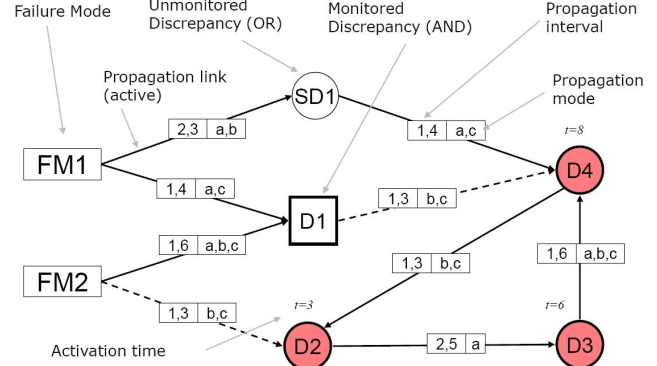 Failure Mode
Unmonitored
Discrepancy (OR)
Monitored
Discrepancy (AND)
Propagation
interval
Propagation link
(active)
Propagation
mode
SD1
2,3 a,b
1,4 a,c
t=8
FM1
D4
1,4 a,c
1,3 b,c
D1
1,6 a,b,c
1,3 b,c
1,6 a,b,c
FM2
1,3 b,c
t=3
t=6
Activation time
D2
2,5 a
D3